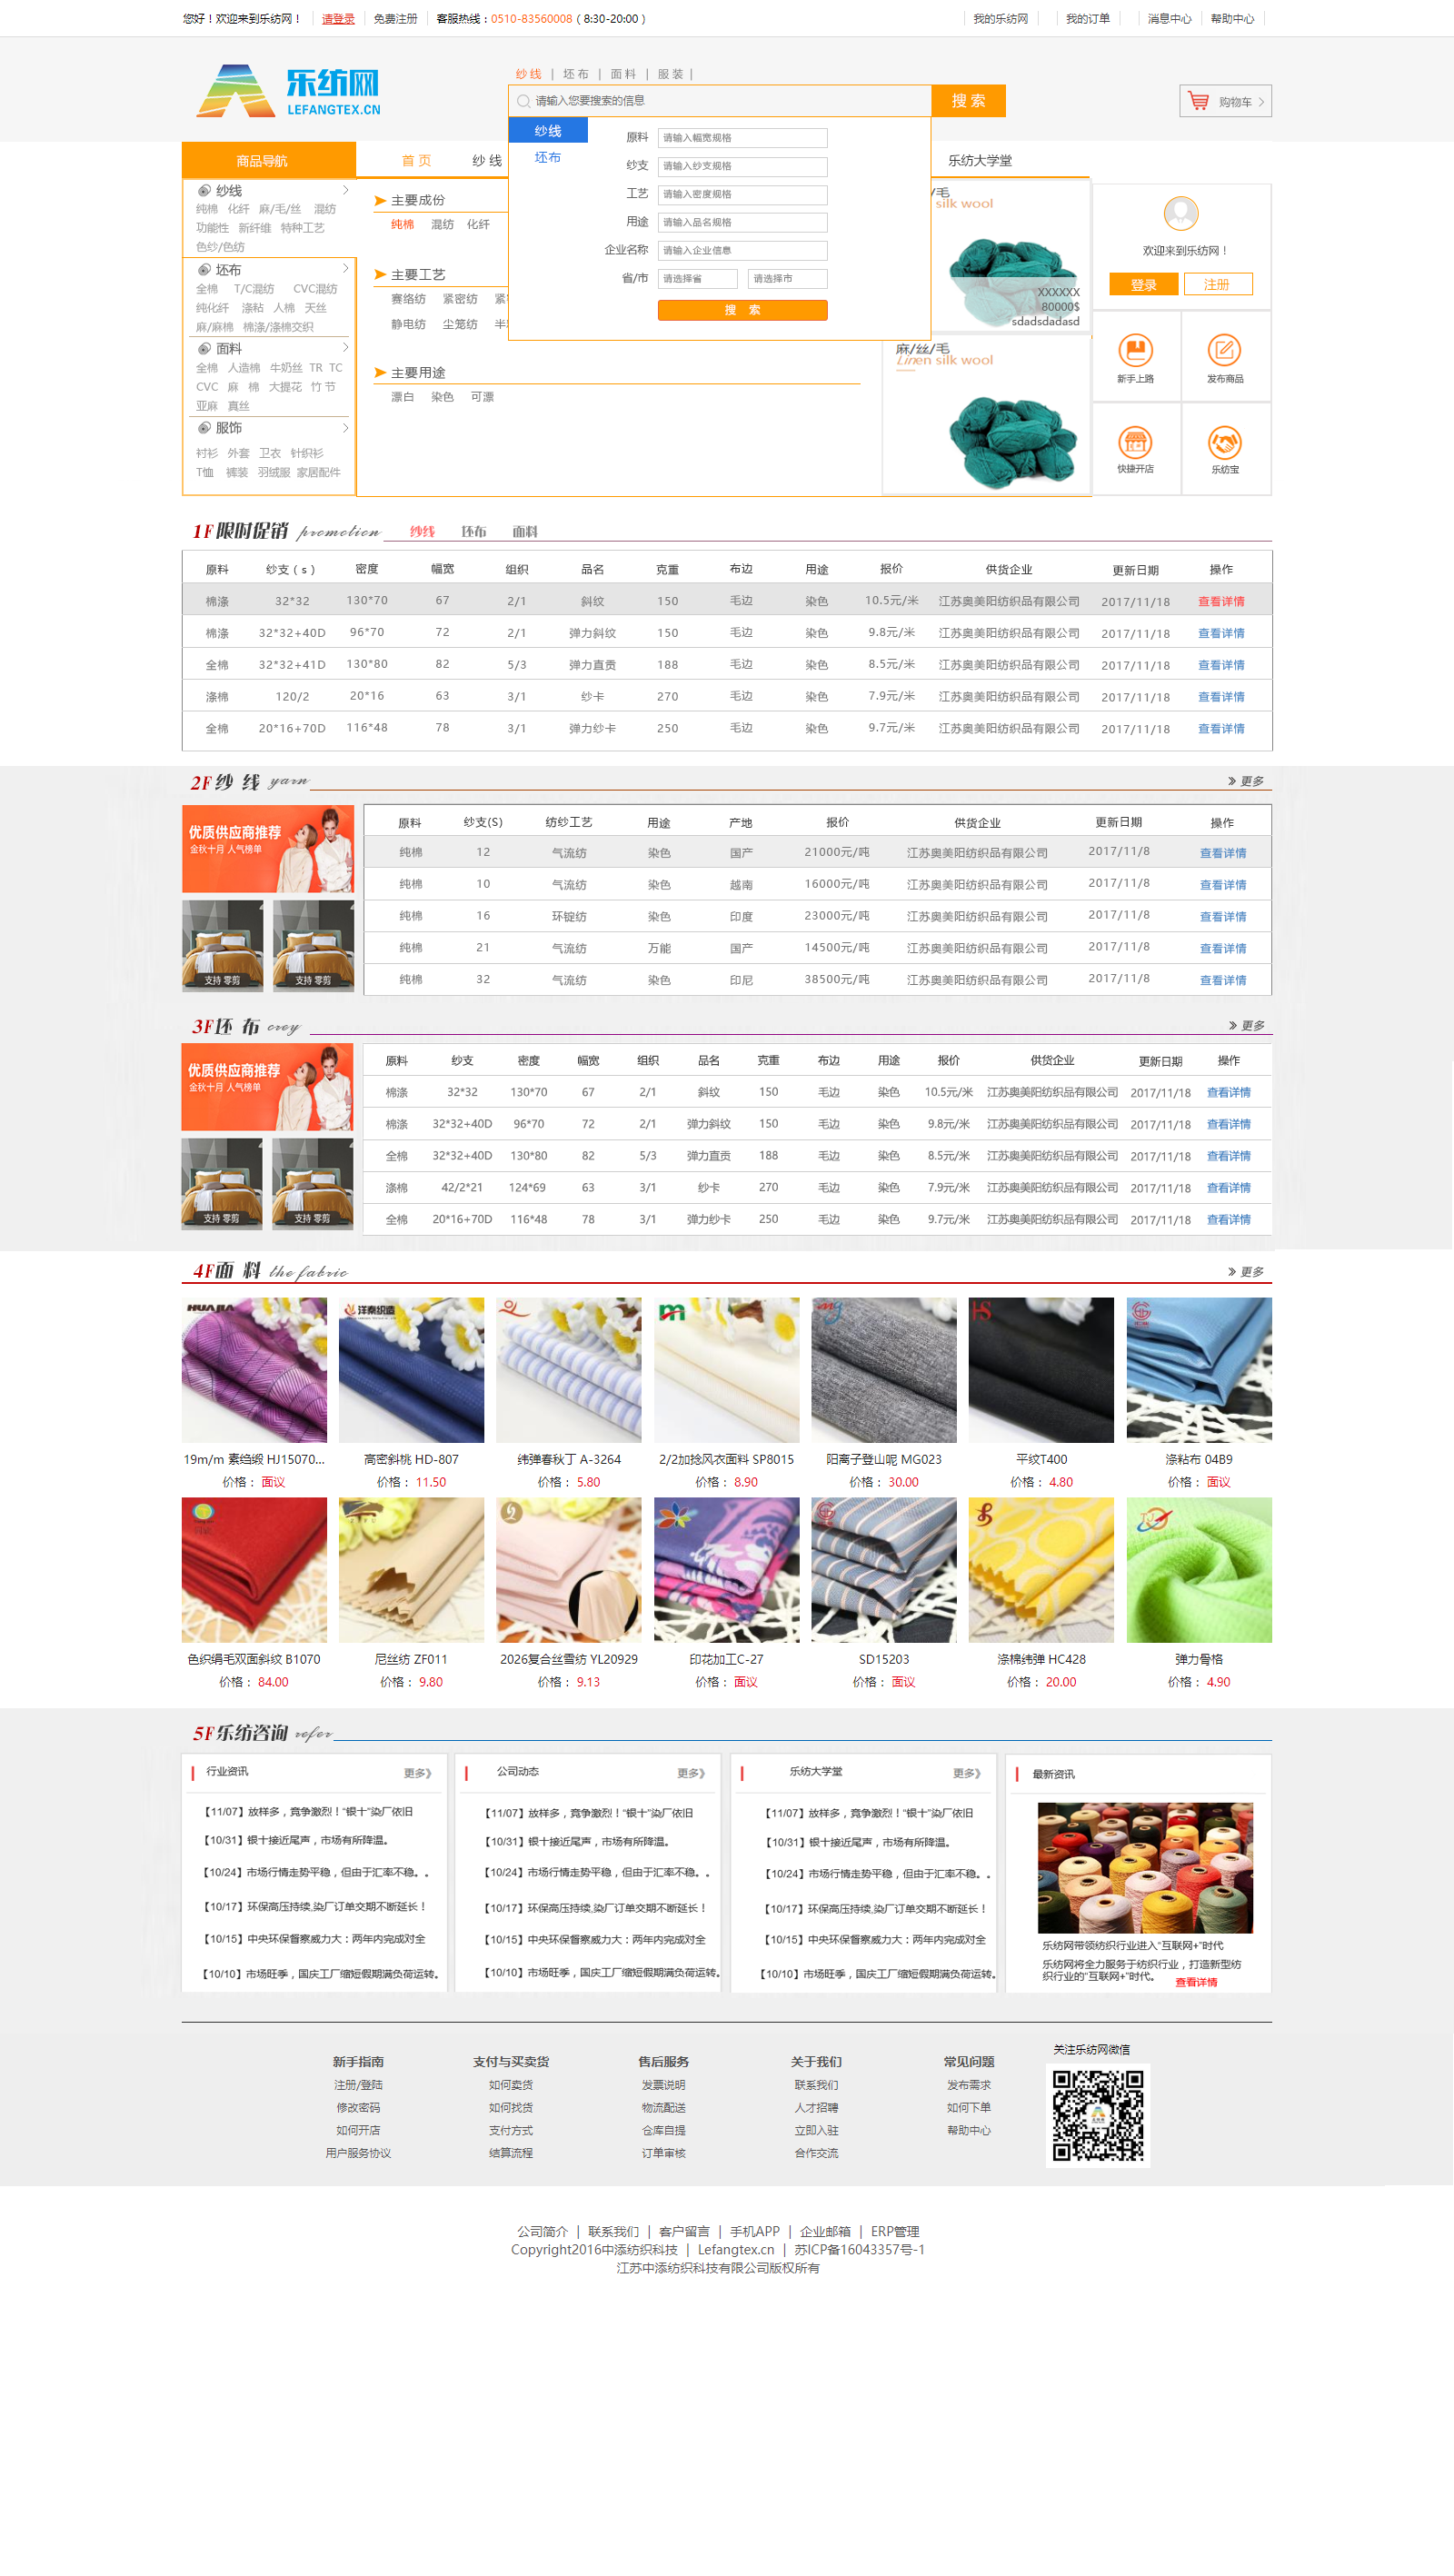 您好！欢迎来到乐纺网！ 请登录 免费注册 客服热线：0510-83560008（8:30-20:00） 我的乐纺网 我的订单 消息中心 帮助中心
乐纺网
LEFANGTEX.CN
纱线 | 坯布 | 面料 | 服装 |
请输入您要搜索的信息 搜索 购物车
商品导航 首页 纱线 乐纺大学堂
纱线 坯布
原料 请输入幅宽规格
纱支 请输入纱支规格
工艺 请输入密度规格
用途 请输入品名规格
企业名称 请输入企业信息
省/市 请选择省 请选择市
搜 索
纱线
纯棉 化纤 麻/毛/丝 混纺
功能性 新纤维 特种工艺
色纱/色纺
坯布
全棉 T/C混纺 CVC混纺
纯化纤 涤粘 人棉 天丝
麻/麻棉 棉涤/涤棉交织
面料
全棉 人造棉 牛奶丝 TR TC
CVC 麻 棉 大提花 竹节
亚麻 真丝
服饰
衬衫 外套 卫衣 针织衫
T恤 裤装 羽绒服 家居配件
主要成份
纯棉 混纺 化纤
主要工艺
赛络纺 紧密纺
静电纺 尘笼纺
主要用途
漂白 染色 可漂
/毛
silk wool
XXXXXX
80000$
sdadsdadasd
麻/丝/毛
Linen silk wool
欢迎来到乐纺网！
登录 注册
新手上路 发布商品
快捷开店 乐纺宝
1F限时促销 promotion 纱线 坯布 面料
原料 纱支（s） 密度 幅宽 组织 品名 克重 布边 用途 报价 供货企业 更新日期 操作
棉涤 32*32 130*70 67 2/1 斜纹 150 毛边 染色 10.5元/米 江苏奥美阳纺织品有限公司 2017/11/18 查看详情
棉涤 32*32+40D 96*70 72 2/1 弹力斜纹 150 毛边 染色 9.8元/米 江苏奥美阳纺织品有限公司 2017/11/18 查看详情
全棉 32*32+41D 130*80 82 5/3 弹力直贡 188 毛边 染色 8.5元/米 江苏奥美阳纺织品有限公司 2017/11/18 查看详情
涤棉 120/2 20*16 63 3/1 纱卡 270 毛边 染色 7.9元/米 江苏奥美阳纺织品有限公司 2017/11/18 查看详情
全棉 20*16+70D 116*48 78 3/1 弹力纱卡 250 毛边 染色 9.7元/米 江苏奥美阳纺织品有限公司 2017/11/18 查看详情
2F纱 线 yarn 更多
优质供应商推荐
金秋十月 人气榜单
支持 零剪 支持 零剪
原料 纱支(S) 纺纱工艺 用途 产地 报价 供货企业 更新日期 操作
纯棉 12 气流纺 染色 国产 21000元/吨 江苏奥美阳纺织品有限公司 2017/11/8 查看详情
纯棉 10 气流纺 染色 越南 16000元/吨 江苏奥美阳纺织品有限公司 2017/11/8 查看详情
纯棉 16 环锭纺 染色 印度 23000元/吨 江苏奥美阳纺织品有限公司 2017/11/8 查看详情
纯棉 21 气流纺 万能 国产 14500元/吨 江苏奥美阳纺织品有限公司 2017/11/8 查看详情
纯棉 32 气流纺 染色 印尼 38500元/吨 江苏奥美阳纺织品有限公司 2017/11/8 查看详情
3F坯 布 crey 更多
优质供应商推荐
金秋十月 人气榜单
支持 零剪 支持 零剪
原料 纱支 密度 幅宽 组织 品名 克重 布边 用途 报价 供货企业 更新日期 操作
棉涤 32*32 130*70 67 2/1 斜纹 150 毛边 染色 10.5元/米 江苏奥美阳纺织品有限公司 2017/11/18 查看详情
棉涤 32*32+40D 96*70 72 2/1 弹力斜纹 150 毛边 染色 9.8元/米 江苏奥美阳纺织品有限公司 2017/11/18 查看详情
全棉 32*32+40D 130*80 82 5/3 弹力直贡 188 毛边 染色 8.5元/米 江苏奥美阳纺织品有限公司 2017/11/18 查看详情
涤棉 42/2*21 124*69 63 3/1 纱卡 270 毛边 染色 7.9元/米 江苏奥美阳纺织品有限公司 2017/11/18 查看详情
全棉 20*16+70D 116*48 78 3/1 弹力纱卡 250 毛边 染色 9.7元/米 江苏奥美阳纺织品有限公司 2017/11/18 查看详情
4F面 料 the fabric 更多
洋泰织造
19m/m 素绉缎 HJ15070... 高密斜桃 HD-807 纬弹春秋丁 A-3264 2/2加捻风衣面料 SP8015 阳离子登山呢 MG023 平纹T400 涤粘布 04B9
价格：面议 价格：11.50 价格：5.80 价格：8.90 价格：30.00 价格：4.80 价格：面议
色织绢毛双面斜纹 B1070 尼丝纺 ZF011 2026复合丝雪纺 YL20929 印花加工C-27 SD15203 涤棉纬弹 HC428 弹力骨格
价格：84.00 价格：9.80 价格：9.13 价格：面议 价格：面议 价格：20.00 价格：4.90
5F乐纺咨询 refer
行业资讯 更多》
【11/07】放样多，竞争激烈！“银十”染厂依旧
【10/31】银十接近尾声，市场有所降温。
【10/24】市场行情走势平稳，但由于汇率不稳。。
【10/17】环保高压持续,染厂订单交期不断延长！
【10/15】中央环保督察威力大：两年内完成对全
【10/10】市场旺季，国庆工厂缩短假期满负荷运转。
公司动态 更多》
【11/07】放样多，竞争激烈！“银十”染厂依旧
【10/31】银十接近尾声，市场有所降温。
【10/24】市场行情走势平稳，但由于汇率不稳。。
【10/17】环保高压持续,染厂订单交期不断延长！
【10/15】中央环保督察威力大：两年内完成对全
【10/10】市场旺季，国庆工厂缩短假期满负荷运转。
乐纺大学堂 更多》
【11/07】放样多，竞争激烈！“银十”染厂依旧
【10/31】银十接近尾声，市场有所降温。
【10/24】市场行情走势平稳，但由于汇率不稳。。
【10/17】环保高压持续,染厂订单交期不断延长！
【10/15】中央环保督察威力大：两年内完成对全
【10/10】市场旺季，国庆工厂缩短假期满负荷运转。
最新资讯
乐纺网带领纺织行业进入“互联网+”时代
乐纺网将全力服务于纺织行业，打造新型纺
织行业的“互联网+”时代。 查看详情
新手指南 支付与买卖货 售后服务 关于我们 常见问题 关注乐纺网微信
注册/登陆 如何卖货 发票说明 联系我们 发布需求
修改密码 如何找货 物流配送 人才招聘 如何下单
如何开店 支付方式 仓库自提 立即入驻 帮助中心
用户服务协议 结算流程 订单审核 合作交流
公司简介 | 联系我们 | 客户留言 | 手机APP | 企业邮箱 | ERP管理
Copyright2016中添纺织科技 | Lefangtex.cn | 苏ICP备16043357号-1
江苏中添纺织科技有限公司版权所有